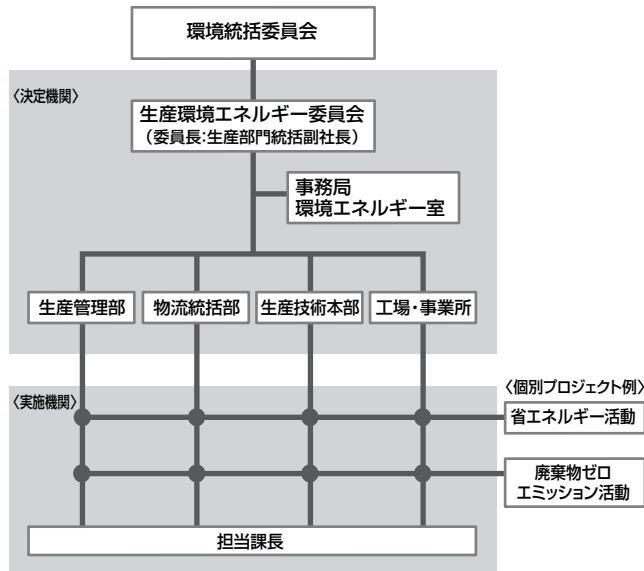 環境統括委員会
〈決定機関〉
生産環境エネルギー委員会
（委員長:生産部門統括副社長）
事務局
環境エネルギー室
生産管理部
物流統括部
生産技術本部
工場・事業所
〈実施機関〉
〈個別プロジェクト例〉
省エネルギー活動
廃棄物ゼロ
エミッション活動
担当課長